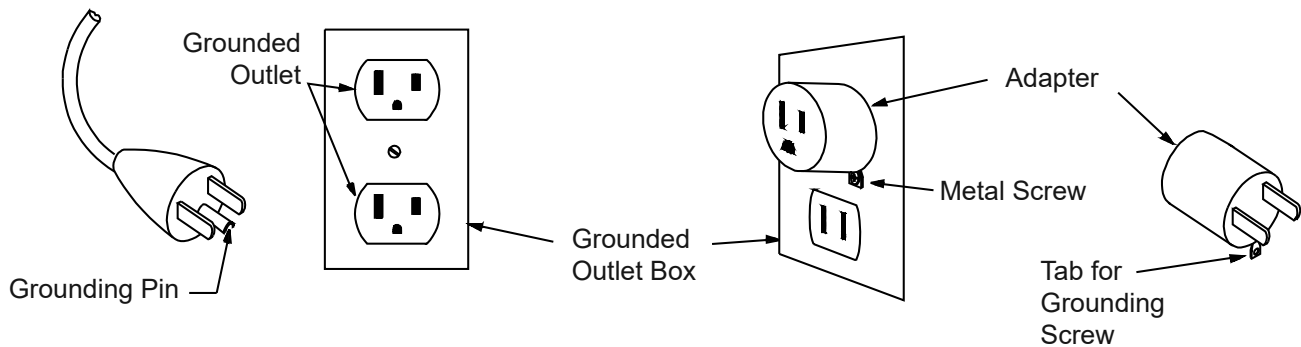 Grounded
Outlet
Grounding Pin
Grounded
Outlet Box
Adapter
Metal Screw
Tab for
Grounding
Screw